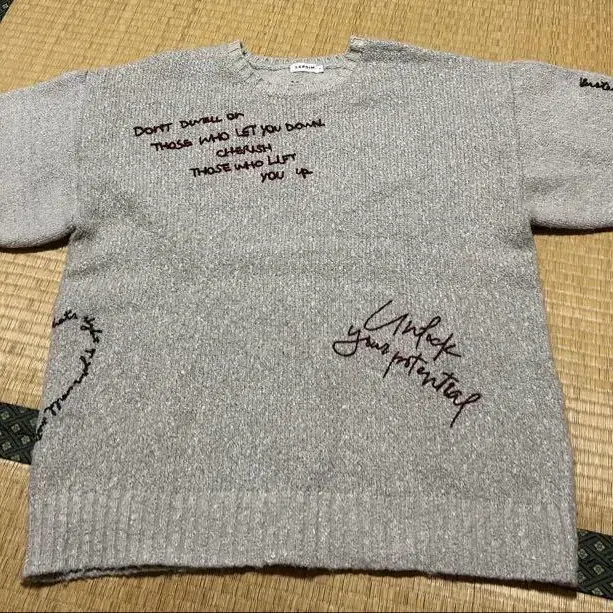 DON'T DWELL ON
THOSE WHO LET YOU DOWN
CHERISH
THOSE WHO LIFT
YOU UP
Unlock
your potential